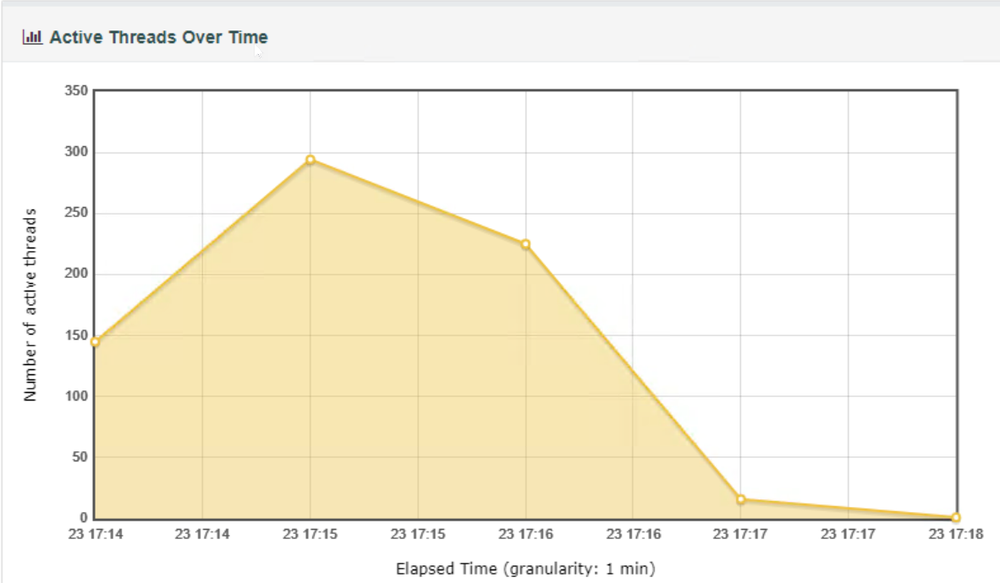 Active Threads Over Time
350
300
250
200
150
100
50
0
Number of active threads
23 17:14 23 17:14 23 17:15 23 17:15 23 17:16 23 17:16 23 17:17 23 17:17 23 17:18
Elapsed Time (granularity: 1 min)